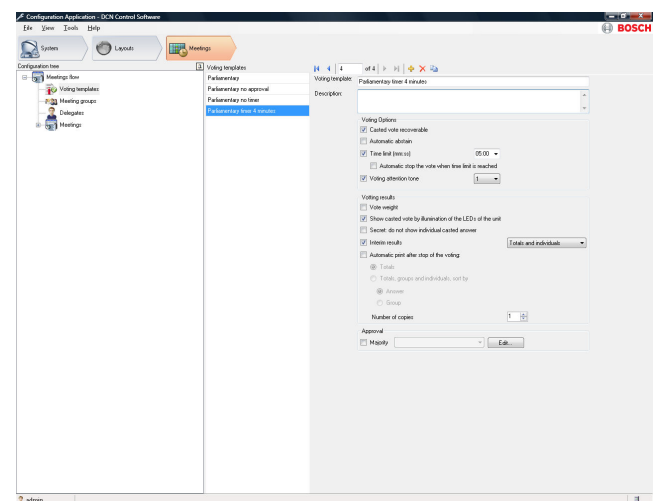 Configuration Application - DCN Control Software
File View Tools Help
BOSCH
System
Layouts
Meetings
Configuration tree
Meetings flow
Voting templates
Meeting groups
Delegates
Meetings
Voting templates
Parliamentary
Parliamentary no approval
Parliamentary no timer
Parliamentary timer 4 minutes
4 of 4
Voting template: Parliamentary timer 4 minutes
Description:
Voting Options
Casted vote recoverable
Automatic abstain
Time limit (mm:ss) 05:00
Automatic stop the vote when time limit is reached
Voting attention tone 1
Voting results
Vote weight
Show casted vote by illumination of the LEDs of the unit
Secret: do not show individual casted answer
Interim results Totals and individuals
Automatic print after stop of the voting:
Totals
Totals, groups and individuals, sort by
Answer
Group
Number of copies 1
Approval
Majority Edit...
admin